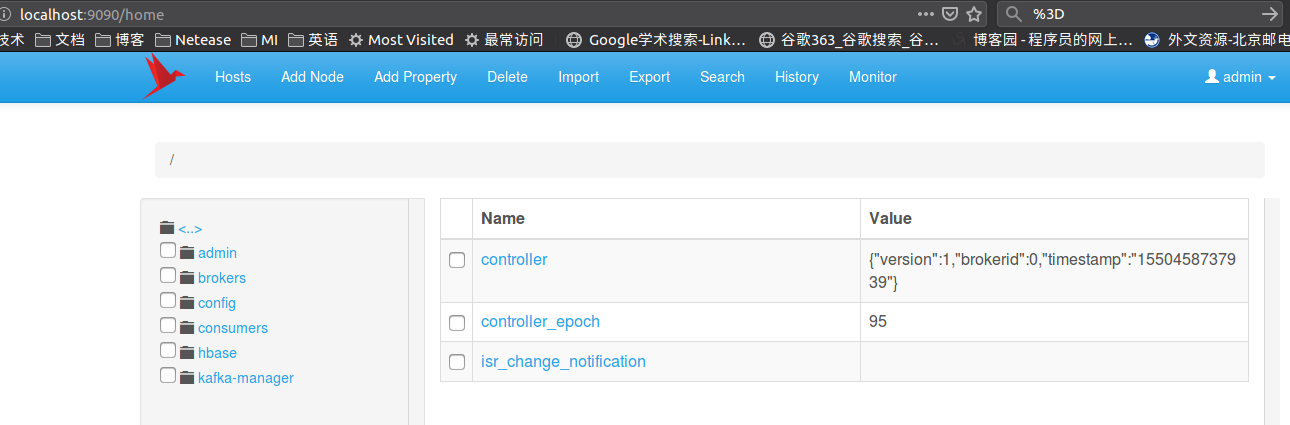 localhost:9090/home
%3D
技术 文档 博客 Netease MI 英语 Most Visited 最常访问 Google学术搜索-Link… 谷歌363_谷歌搜索_谷… 博客园 - 程序员的网上… 外文资源-北京邮电
Hosts Add Node Add Property Delete Import Export Search History Monitor admin
/
<..>
admin
brokers
config
consumers
hbase
kafka-manager
Name Value
controller {"version":1,"brokerid":0,"timestamp":"15504587379
39"}
controller_epoch 95
isr_change_notification